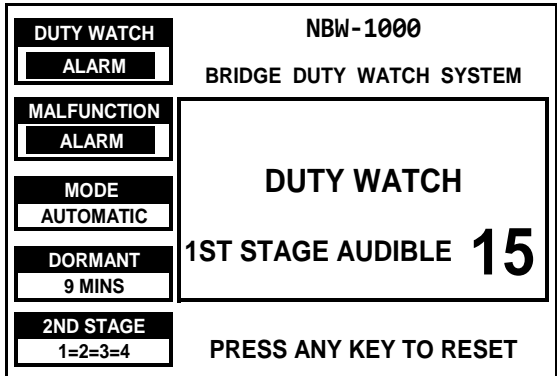 DUTY WATCH
ALARM
MALFUNCTION
ALARM
MODE
AUTOMATIC
DORMANT
9 MINS
2ND STAGE
1=2=3=4
NBW-1000
BRIDGE DUTY WATCH SYSTEM
DUTY WATCH
1ST STAGE AUDIBLE 15
PRESS ANY KEY TO RESET